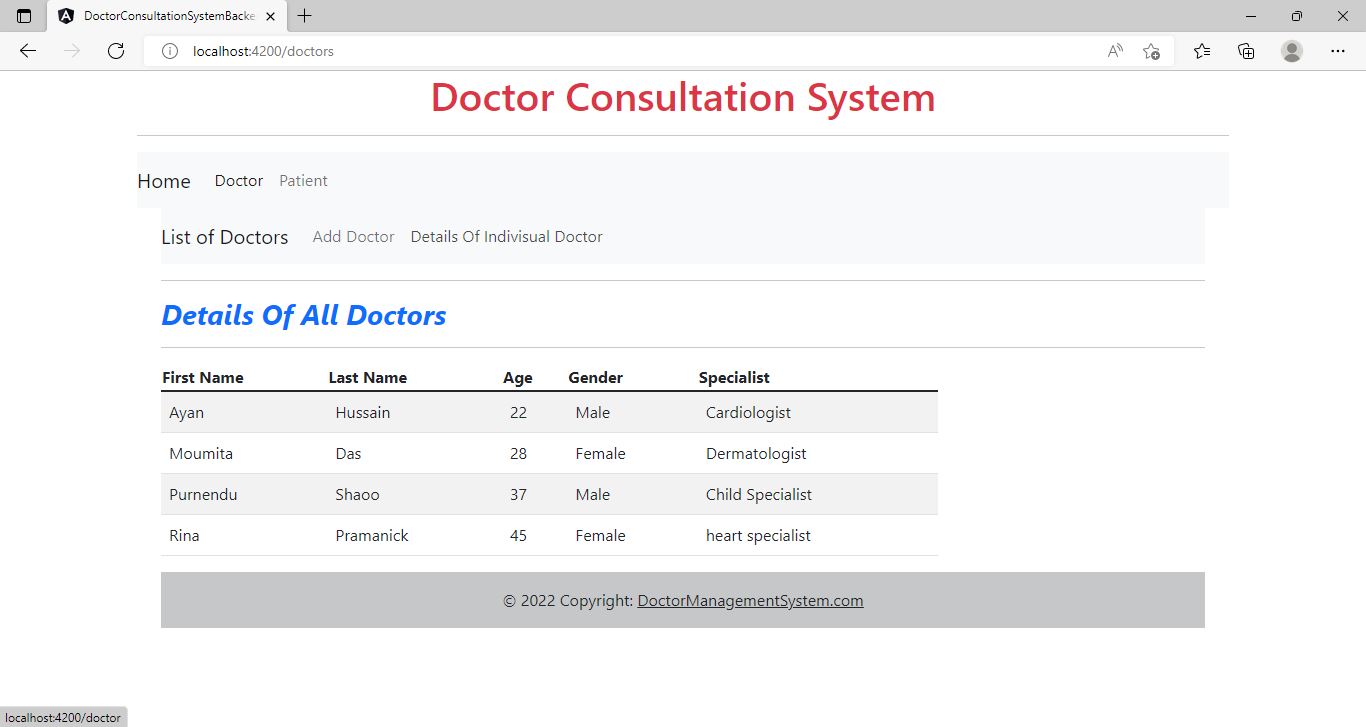 DoctorConsultationSystemBacke
localhost:4200/doctors
Doctor Consultation System
Home Doctor Patient
List of Doctors Add Doctor Details Of Indivisual Doctor
Details Of All Doctors
First Name Last Name Age Gender Specialist
Ayan Hussain 22 Male Cardiologist
Moumita Das 28 Female Dermatologist
Purnendu Shaoo 37 Male Child Specialist
Rina Pramanick 45 Female heart specialist
© 2022 Copyright: DoctorManagementSystem.com
localhost:4200/doctor